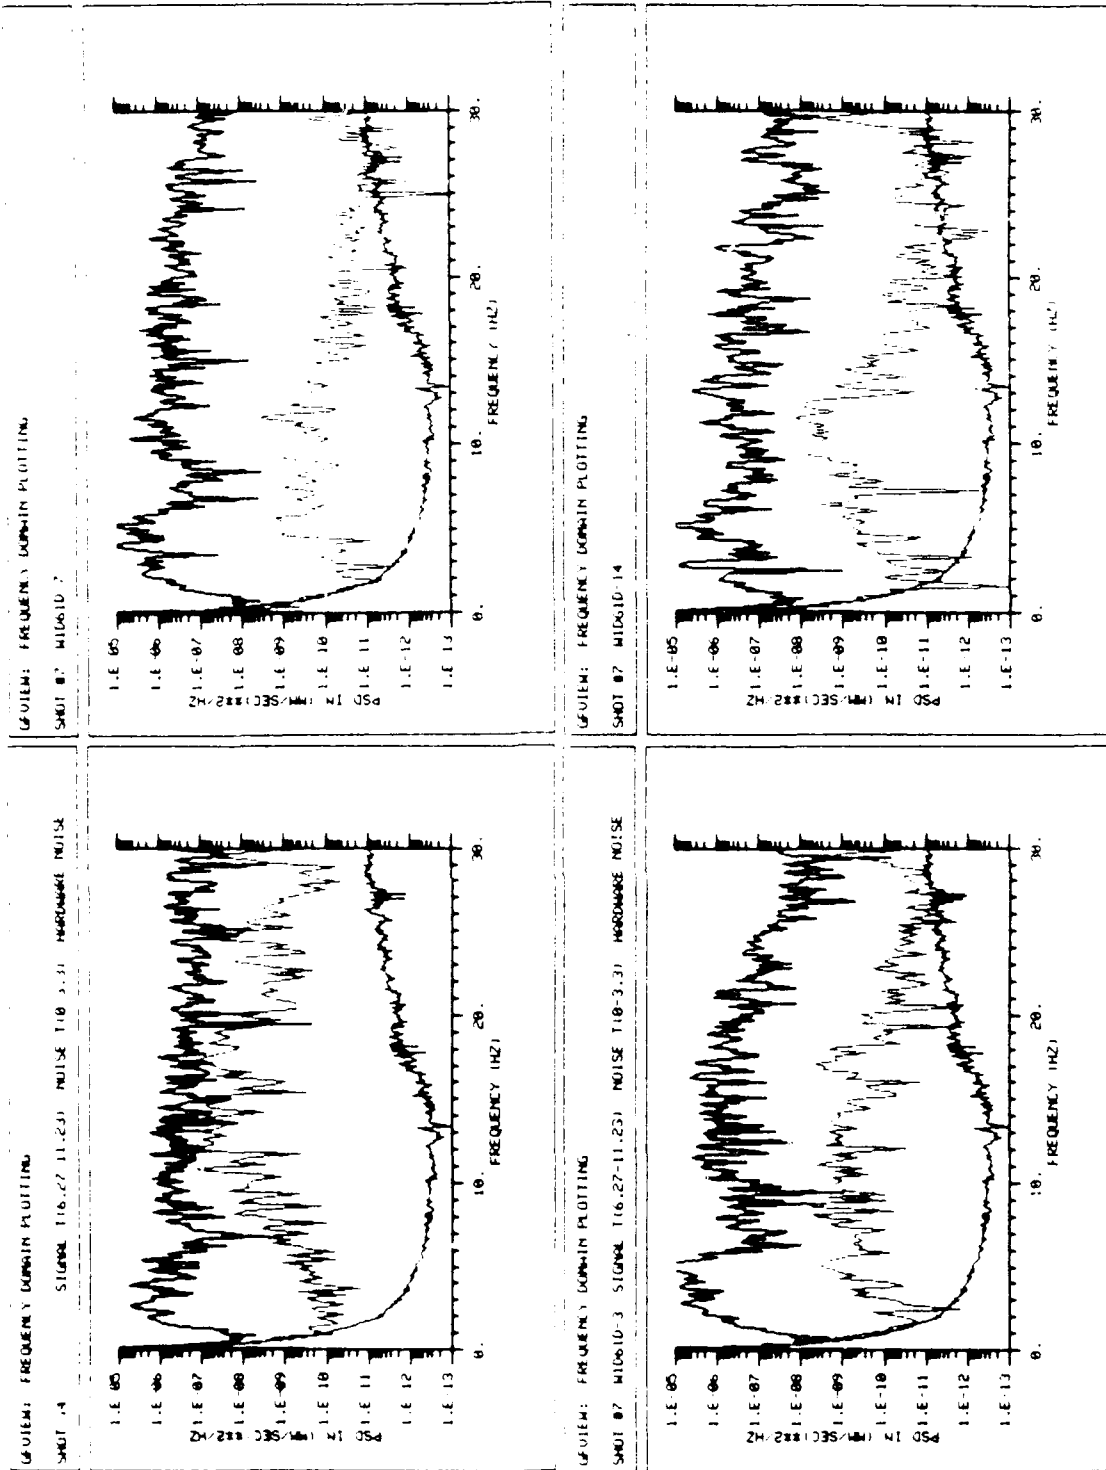 GFVIEW: FREQUENCY DOMAIN PLOTTING
SIGNAL T(6.27 11.23) NOISE T(0 3.3) HARDWARE NOISE
1.E-05
1.E-06
1.E-07
1.E-08
1.E-09
1.E-10
1.E-11
1.E-12
1.E-13
PSD IN (MM/SEC)**2/HZ
0. 10. 20. 30.
FREQUENCY (HZ)
GFVIEW: FREQUENCY DOMAIN PLOTTING
SHOT #7 WIDGID-7
1.E-05
1.E-06
1.E-07
1.E-08
1.E-09
1.E-10
1.E-11
1.E-12
1.E-13
PSD IN (MM/SEC)**2/HZ
0. 10. 20. 30.
FREQUENCY (HZ)
GFVIEW: FREQUENCY DOMAIN PLOTTING
SHOT #7 WIDGID-3 SIGNAL T(6.27-11.23) NOISE T(0-3.3) HARDWARE NOISE
1.E-05
1.E-06
1.E-07
1.E-08
1.E-09
1.E-10
1.E-11
1.E-12
1.E-13
PSD IN (MM/SEC)**2/HZ
0. 10. 20. 30.
FREQUENCY (HZ)
GFVIEW: FREQUENCY DOMAIN PLOTTING
SHOT #7 WIDGID-14
1.E-05
1.E-06
1.E-07
1.E-08
1.E-09
1.E-10
1.E-11
1.E-12
1.E-13
PSD IN (MM/SEC)**2/HZ
0. 10. 20. 30.
FREQUENCY (HZ)